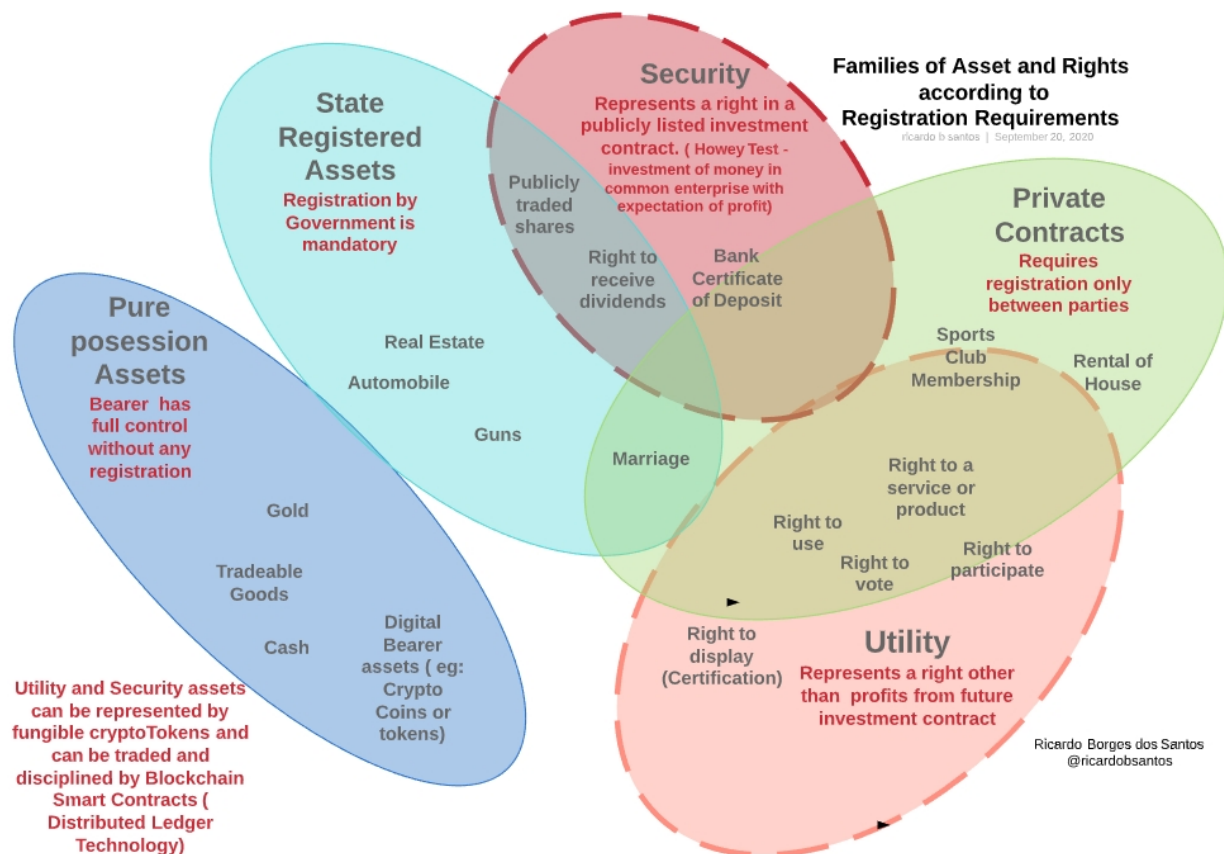 Families of Asset and Rights
according to
Registration Requirements
ricardo b santos | September 20, 2020
Security
Represents a right in a
publicly listed investment
contract. ( Howey Test -
investment of money in
common enterprise with
expectation of profit)
State
Registered
Assets
Registration by
Government is
mandatory
Publicly
traded
shares
Right to
receive
dividends
Bank
Certificate
of Deposit
Private
Contracts
Requires
registration only
between parties
Pure
posession
Assets
Bearer has
full control
without any
registration
Real Estate
Automobile
Guns
Marriage
Sports
Club
Membership
Rental of
House
Right to a
service or
product
Right to
use
Right to
vote
Right to
participate
Gold
Tradeable
Goods
Cash
Digital
Bearer
assets ( eg:
Crypto
Coins or
tokens)
Right to
display
(Certification)
Utility
Represents a right other
than profits from future
investment contract
Utility and Security assets
can be represented by
fungible cryptoTokens and
can be traded and
disciplined by Blockchain
Smart Contracts (
Distributed Ledger
Technology)
Ricardo Borges dos Santos
@ricardobsantos